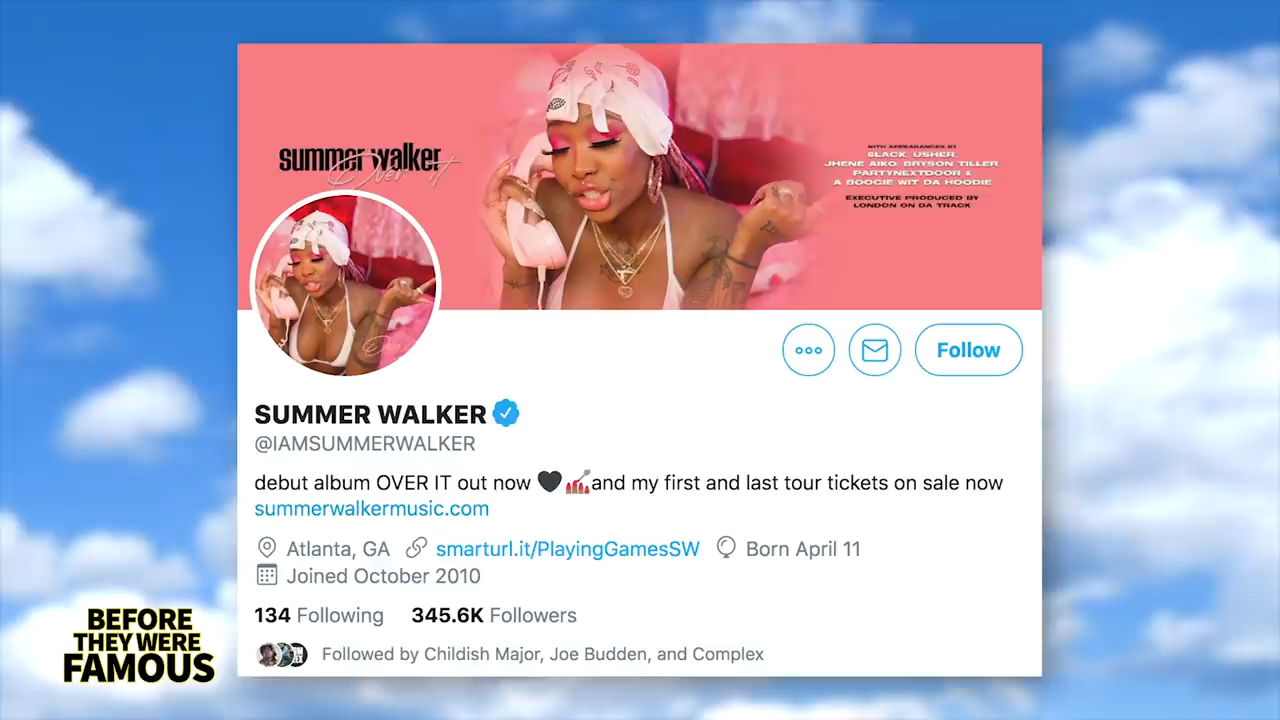 summer walker
Over it
WITH APPEARANCES BY
6LACK, USHER,
JHENE AIKO, BRYSON TILLER
PARTYNEXTDOOR &
A BOOGIE WIT DA HOODIE
EXECUTIVE PRODUCED BY
LONDON ON DA TRACK
Follow
SUMMER WALKER
@IAMSUMMERWALKER
debut album OVER IT out now 🖤💅and my first and last tour tickets on sale now
summerwalkermusic.com
Atlanta, GA smarturl.it/PlayingGamesSW Born April 11
Joined October 2010
134 Following 345.6K Followers
Followed by Childish Major, Joe Budden, and Complex
BEFORE
THEY WERE
FAMOUS